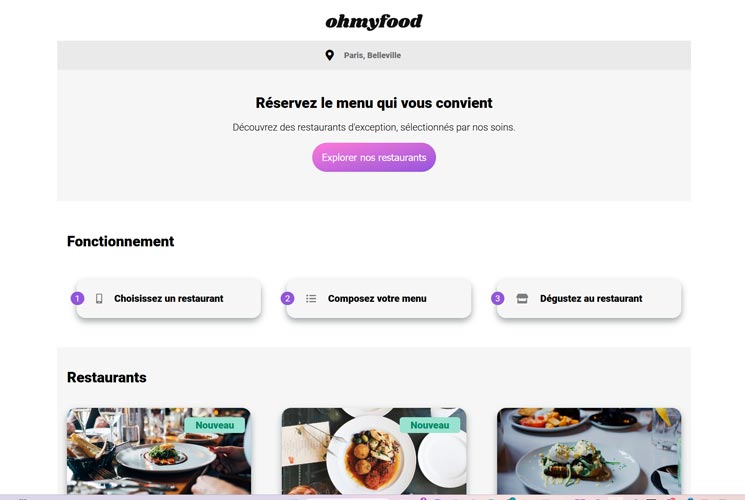 ohmyfood
Paris, Belleville
Réservez le menu qui vous convient
Découvrez des restaurants d'exception, sélectionnés par nos soins.
Explorer nos restaurants
Fonctionnement
1 Choisissez un restaurant
2 Composez votre menu
3 Dégustez au restaurant
Restaurants
Nouveau
Nouveau